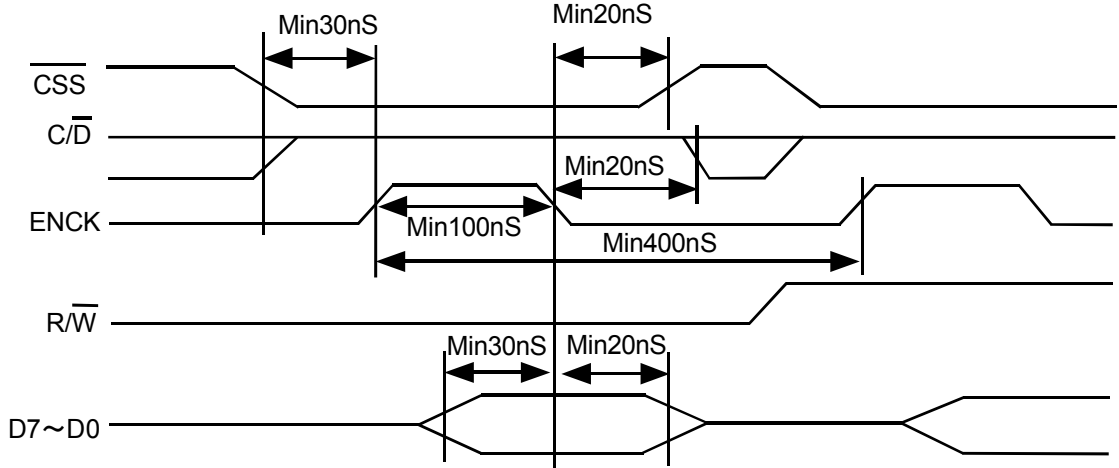 Min30nS
Min20nS
CSS
C/D
Min20nS
ENCK
Min100nS
Min400nS
R/W
Min30nS
Min20nS
D7～D0